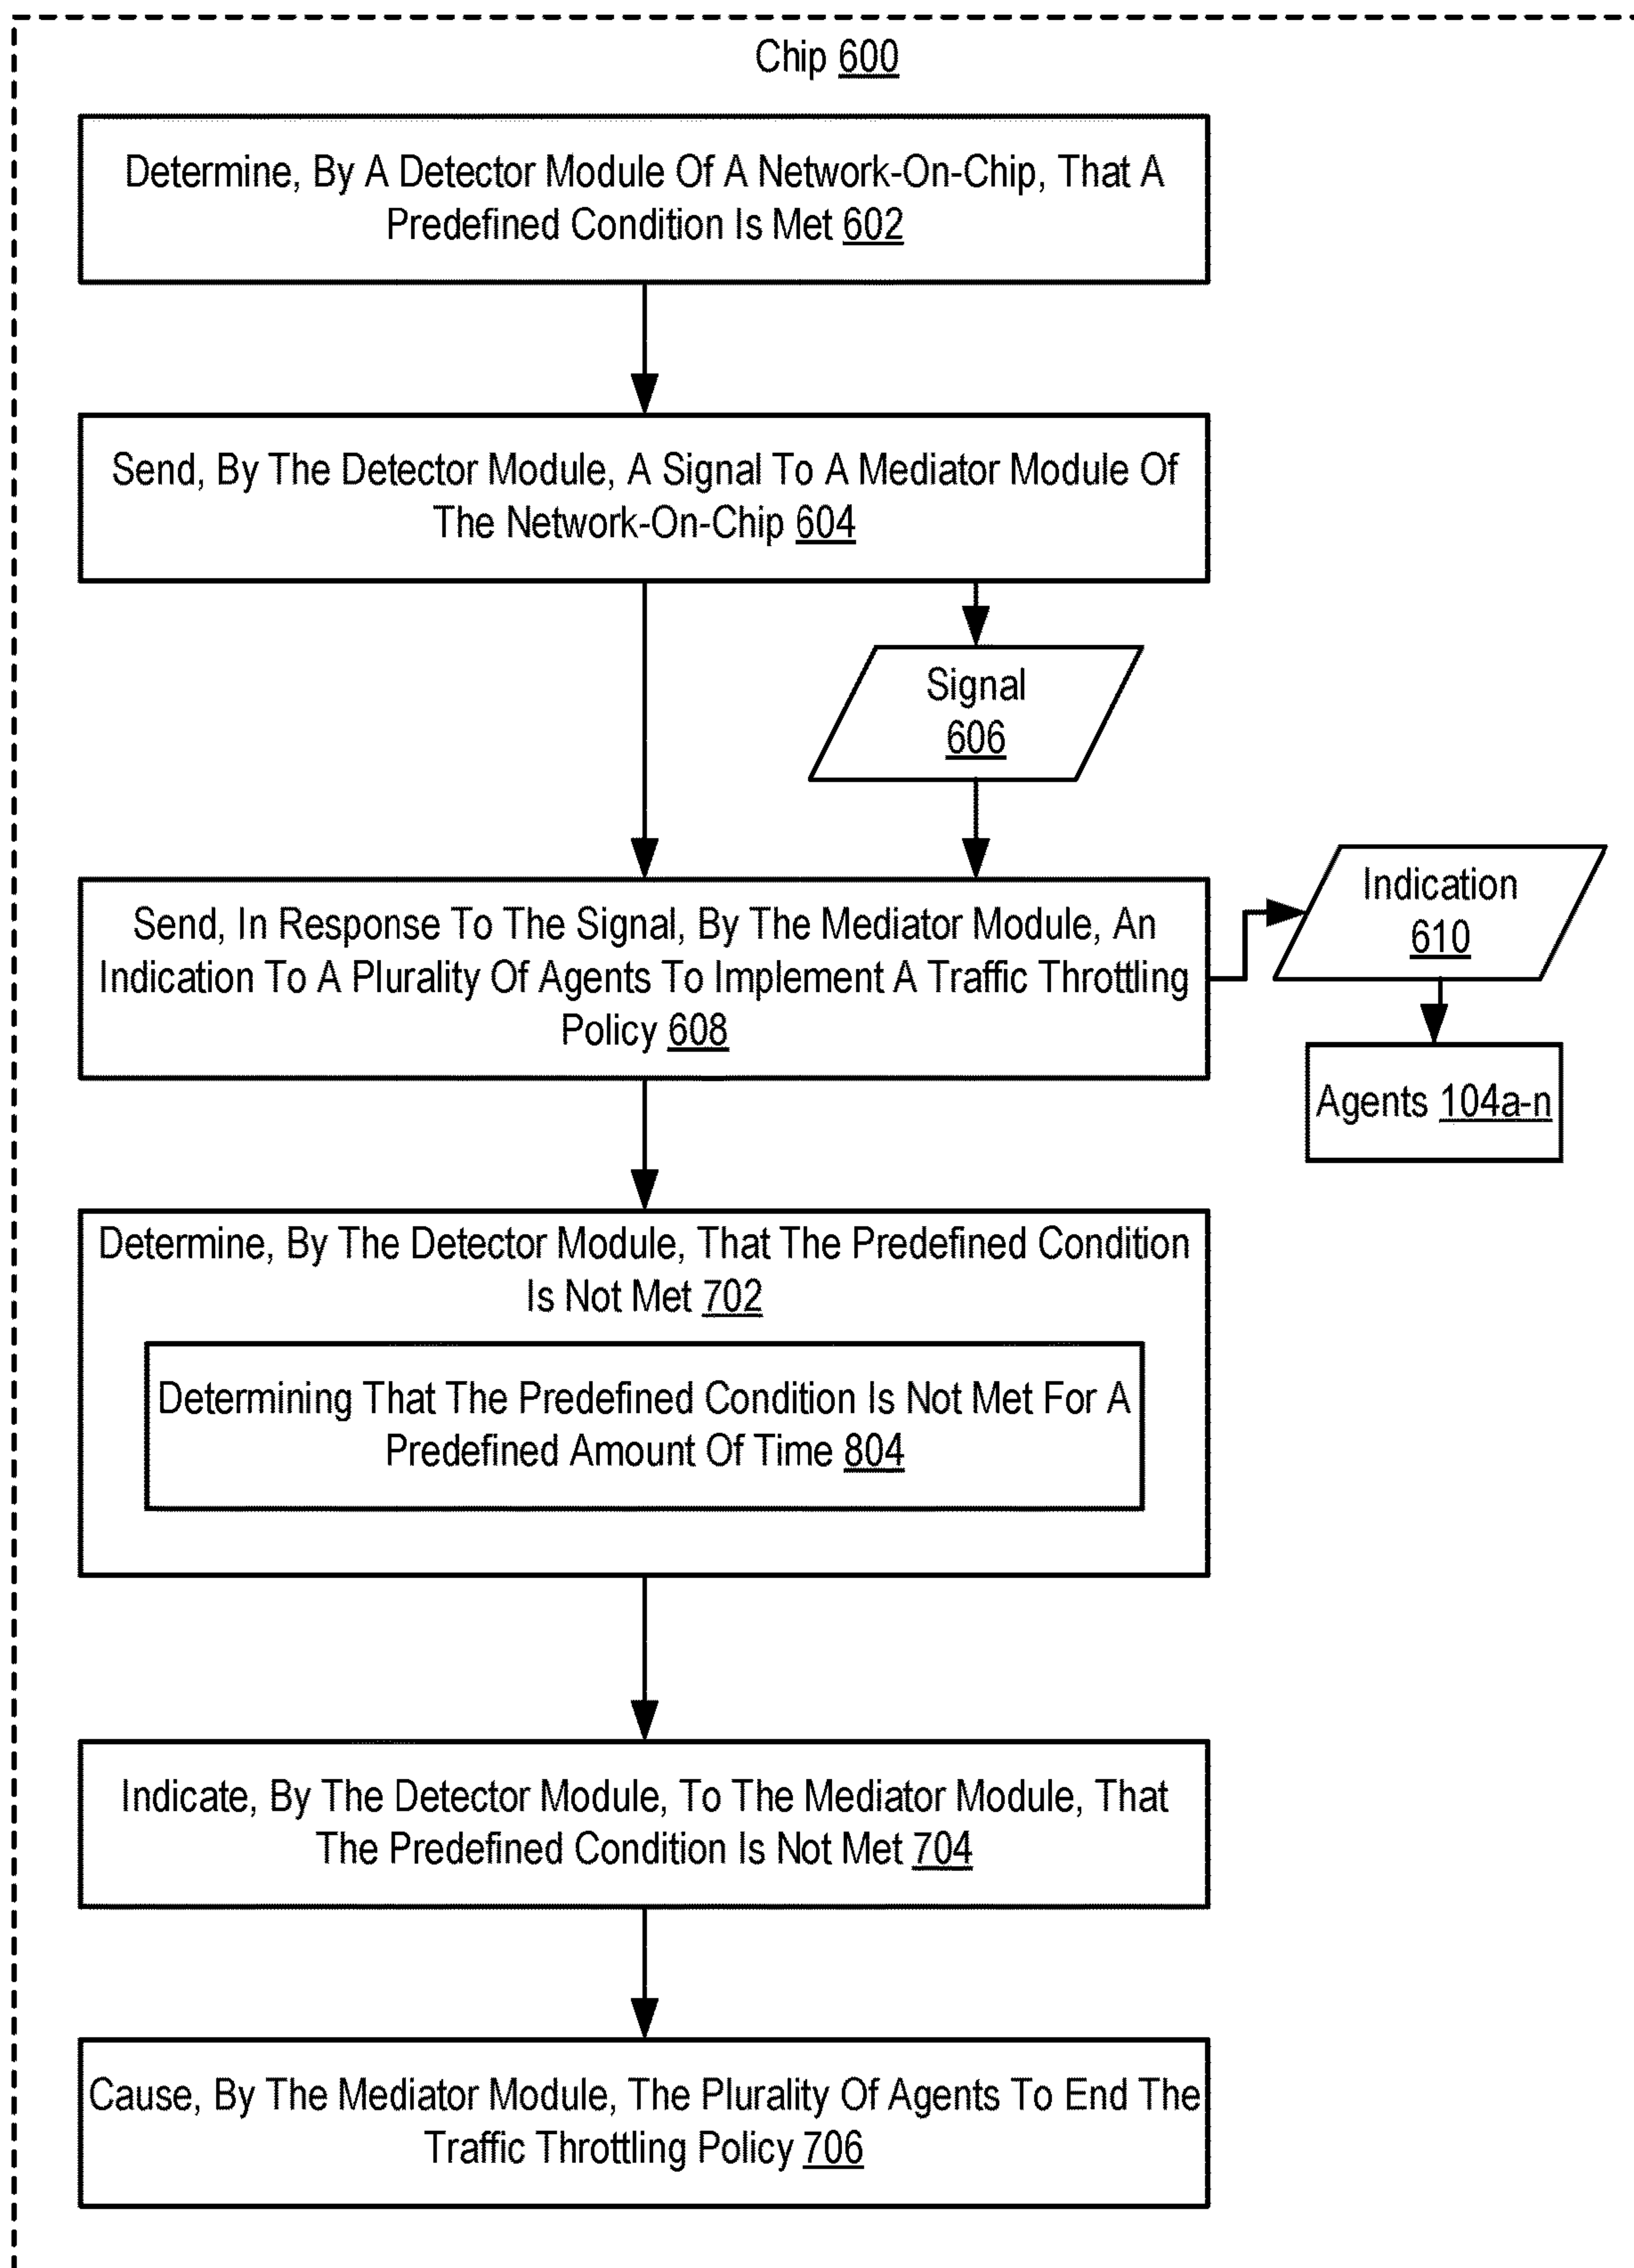 Chip 600
Determine, By A Detector Module Of A Network-On-Chip, That A
Predefined Condition Is Met 602
Send, By The Detector Module, A Signal To A Mediator Module Of
The Network-On-Chip 604
Signal
606
Send, In Response To The Signal, By The Mediator Module, An
Indication To A Plurality Of Agents To Implement A Traffic Throttling
Policy 608
Indication
610
Agents 104a-n
Determine, By The Detector Module, That The Predefined Condition
Is Not Met 702
Determining That The Predefined Condition Is Not Met For A
Predefined Amount Of Time 804
Indicate, By The Detector Module, To The Mediator Module, That
The Predefined Condition Is Not Met 704
Cause, By The Mediator Module, The Plurality Of Agents To End The
Traffic Throttling Policy 706